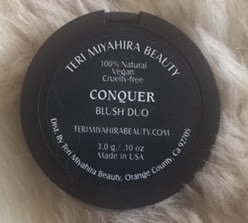 TERI MIYAHIRA BEAUTY
100% Natural
Vegan
Cruelty-free
CONQUER
BLUSH DUO
TERIMIYAHIRABEAUTY.COM
3.0 g./ .10 oz
Made in USA
Dist. By Teri Miyahira Beauty, Orange County, Ca 92705